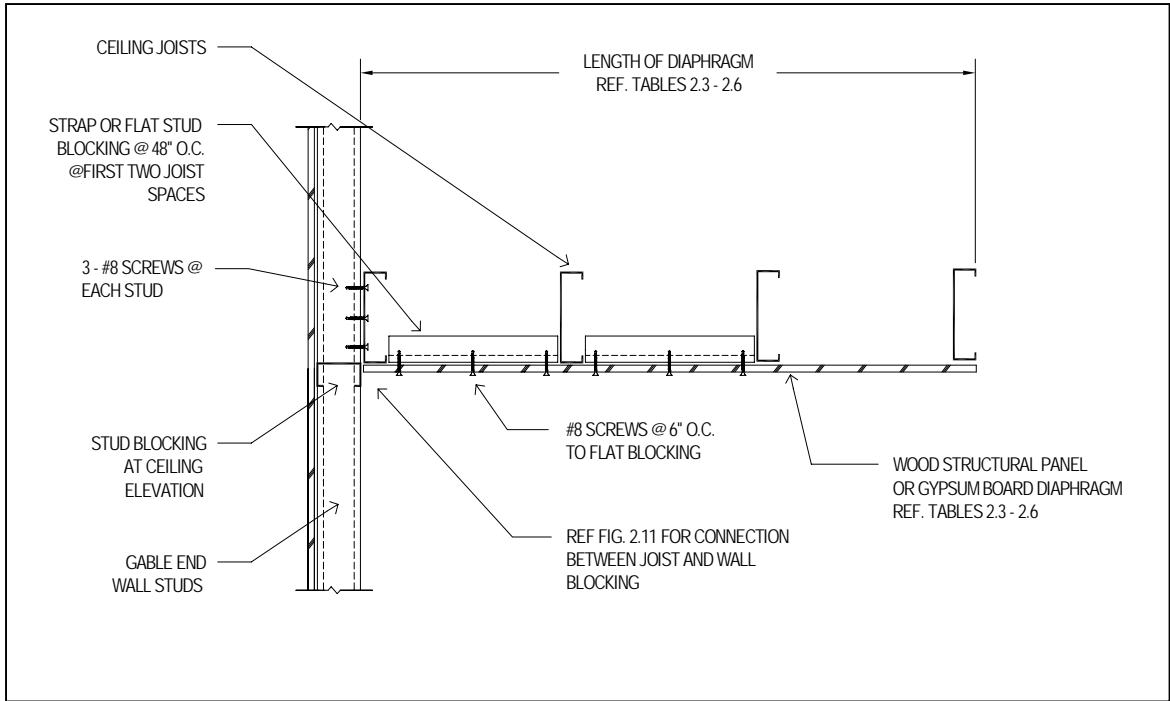 CEILING JOISTS
LENGTH OF DIAPHRAGM
REF. TABLES 2.3 - 2.6
STRAP OR FLAT STUD
BLOCKING @ 48" O.C.
@FIRST TWO JOIST
SPACES
3 - #8 SCREWS @
EACH STUD
STUD BLOCKING
AT CEILING
ELEVATION
GABLE END
WALL STUDS
#8 SCREWS @ 6" O.C.
TO FLAT BLOCKING
REF FIG. 2.11 FOR CONNECTION
BETWEEN JOIST AND WALL
BLOCKING
WOOD STRUCTURAL PANEL
OR GYPSUM BOARD DIAPHRAGM
REF. TABLES 2.3 - 2.6